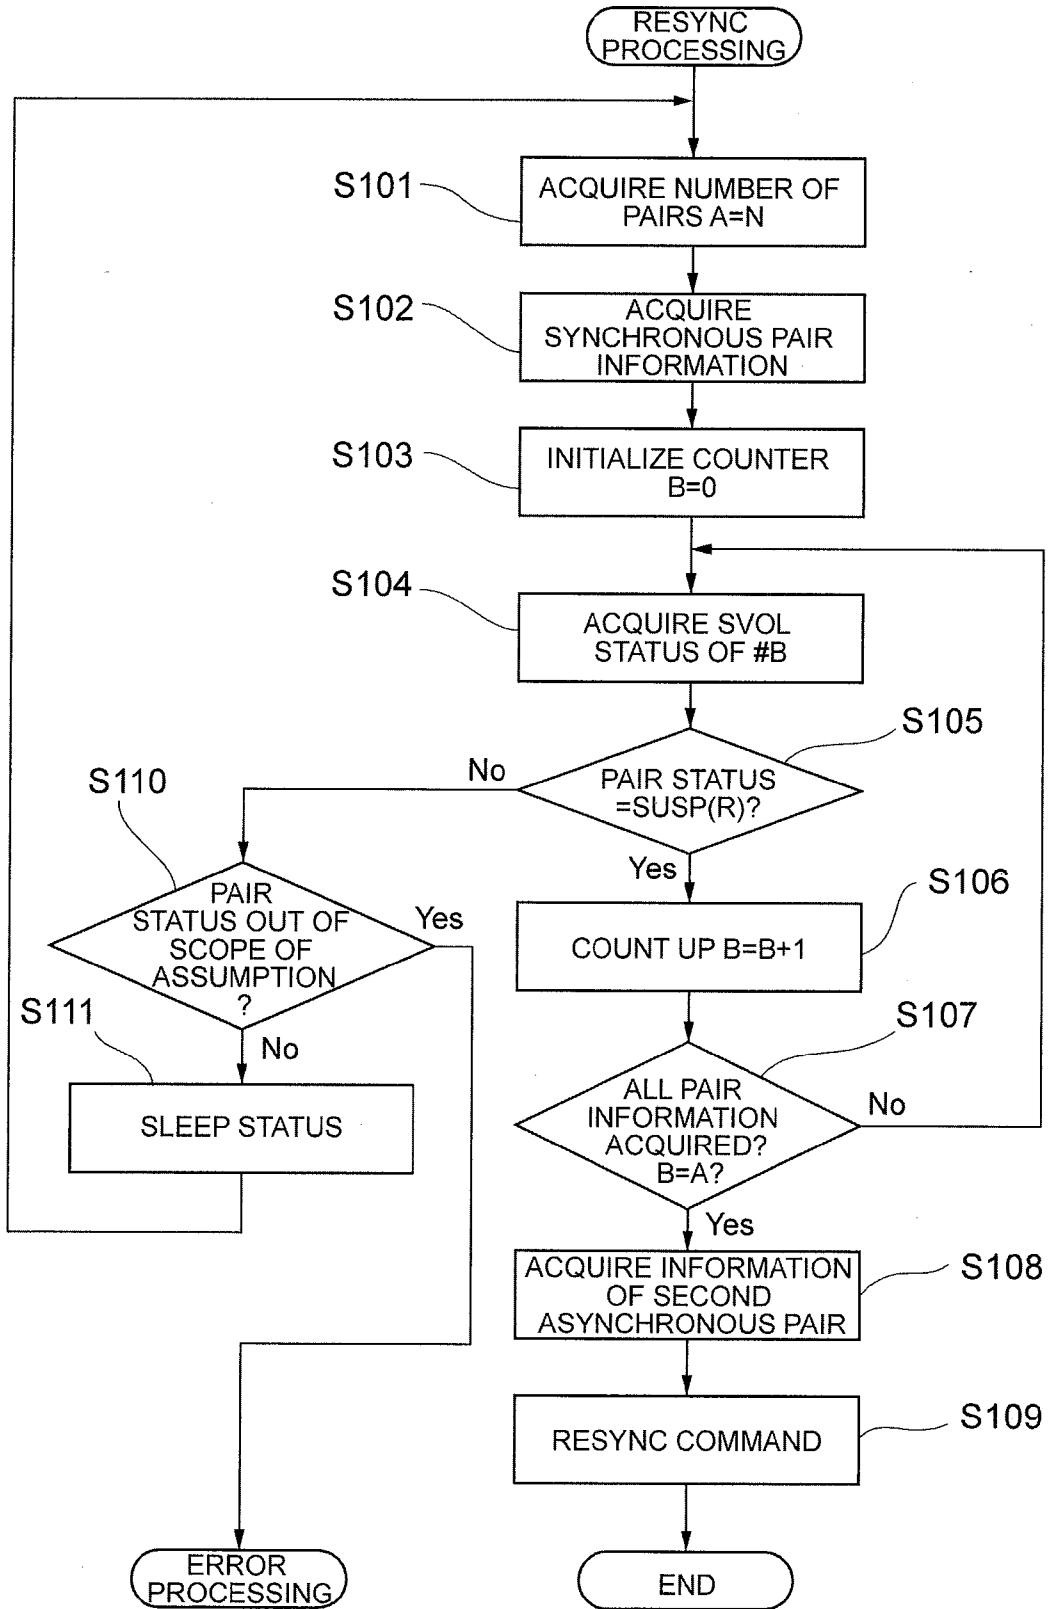 RESYNC
PROCESSING
S101
ACQUIRE NUMBER OF
PAIRS A=N
S102
ACQUIRE
SYNCHRONOUS PAIR
INFORMATION
S103
INITIALIZE COUNTER
B=0
S104
ACQUIRE SVOL
STATUS OF #B
S105
PAIR STATUS
=SUSP(R)?
No
Yes
S110
PAIR
STATUS OUT OF
SCOPE OF
ASSUMPTION
?
Yes
No
S111
SLEEP STATUS
S106
COUNT UP B=B+1
S107
ALL PAIR
INFORMATION
ACQUIRED?
B=A?
No
Yes
S108
ACQUIRE INFORMATION
OF SECOND
ASYNCHRONOUS PAIR
S109
RESYNC COMMAND
ERROR
PROCESSING
END